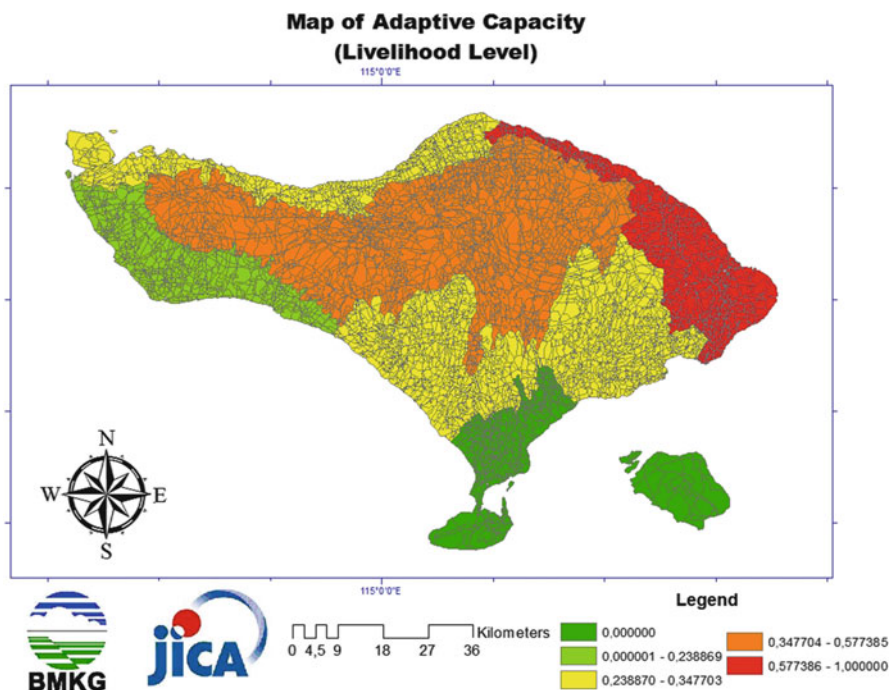 Map of Adaptive Capacity
(Livelihood Level)
115°0'0"E
N
W
E
S
115°0'0"E
BMKG
JICA
Kilometers
0 4,5 9 18 27 36
Legend
0,000000
0,000001 - 0,238869
0,238870 - 0,347703
0,347704 - 0,577385
0,577386 - 1,000000